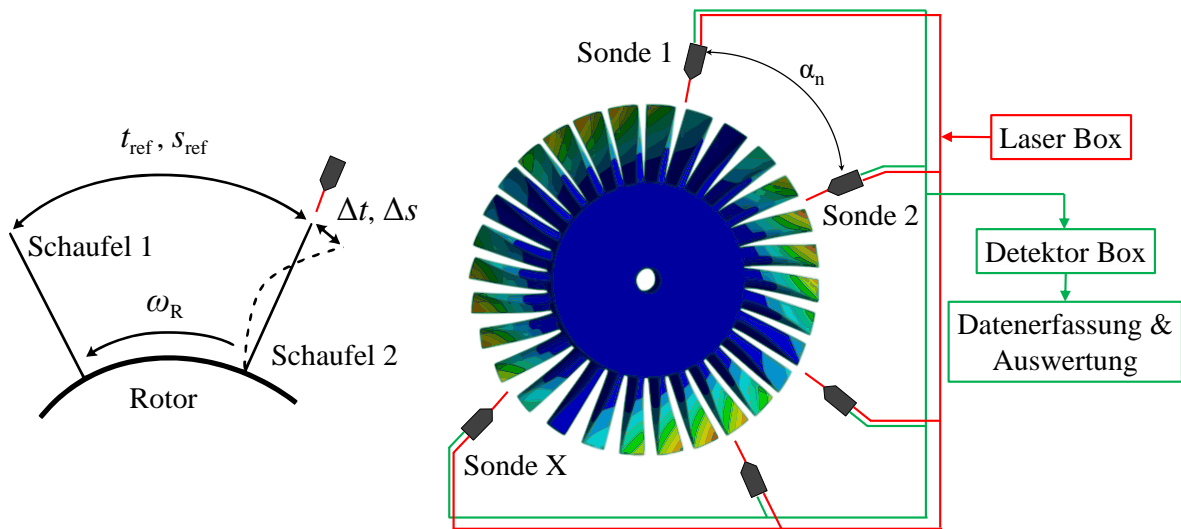 t_ref , s_ref
Δt, Δs
Schaufel 1
ω_R
Schaufel 2
Rotor
Sonde 1
α_n
Sonde 2
Sonde X
Laser Box
Detektor Box
Datenerfassung &
Auswertung